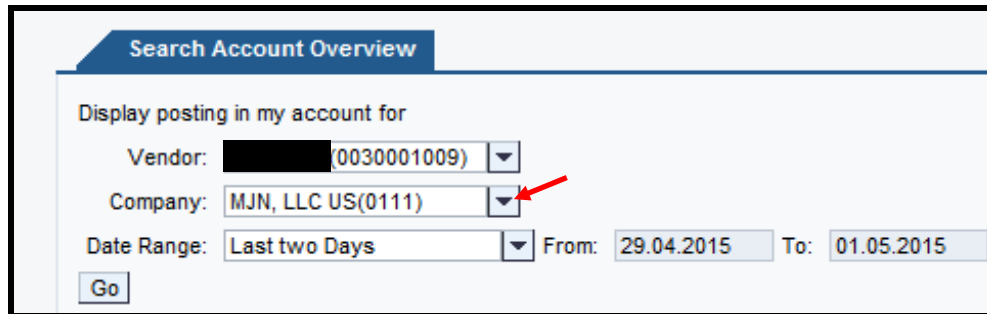 Search Account Overview
Display posting in my account for
Vendor: (0030001009)
Company: MJN, LLC US(0111)
Date Range: Last two Days From: 29.04.2015 To: 01.05.2015
Go